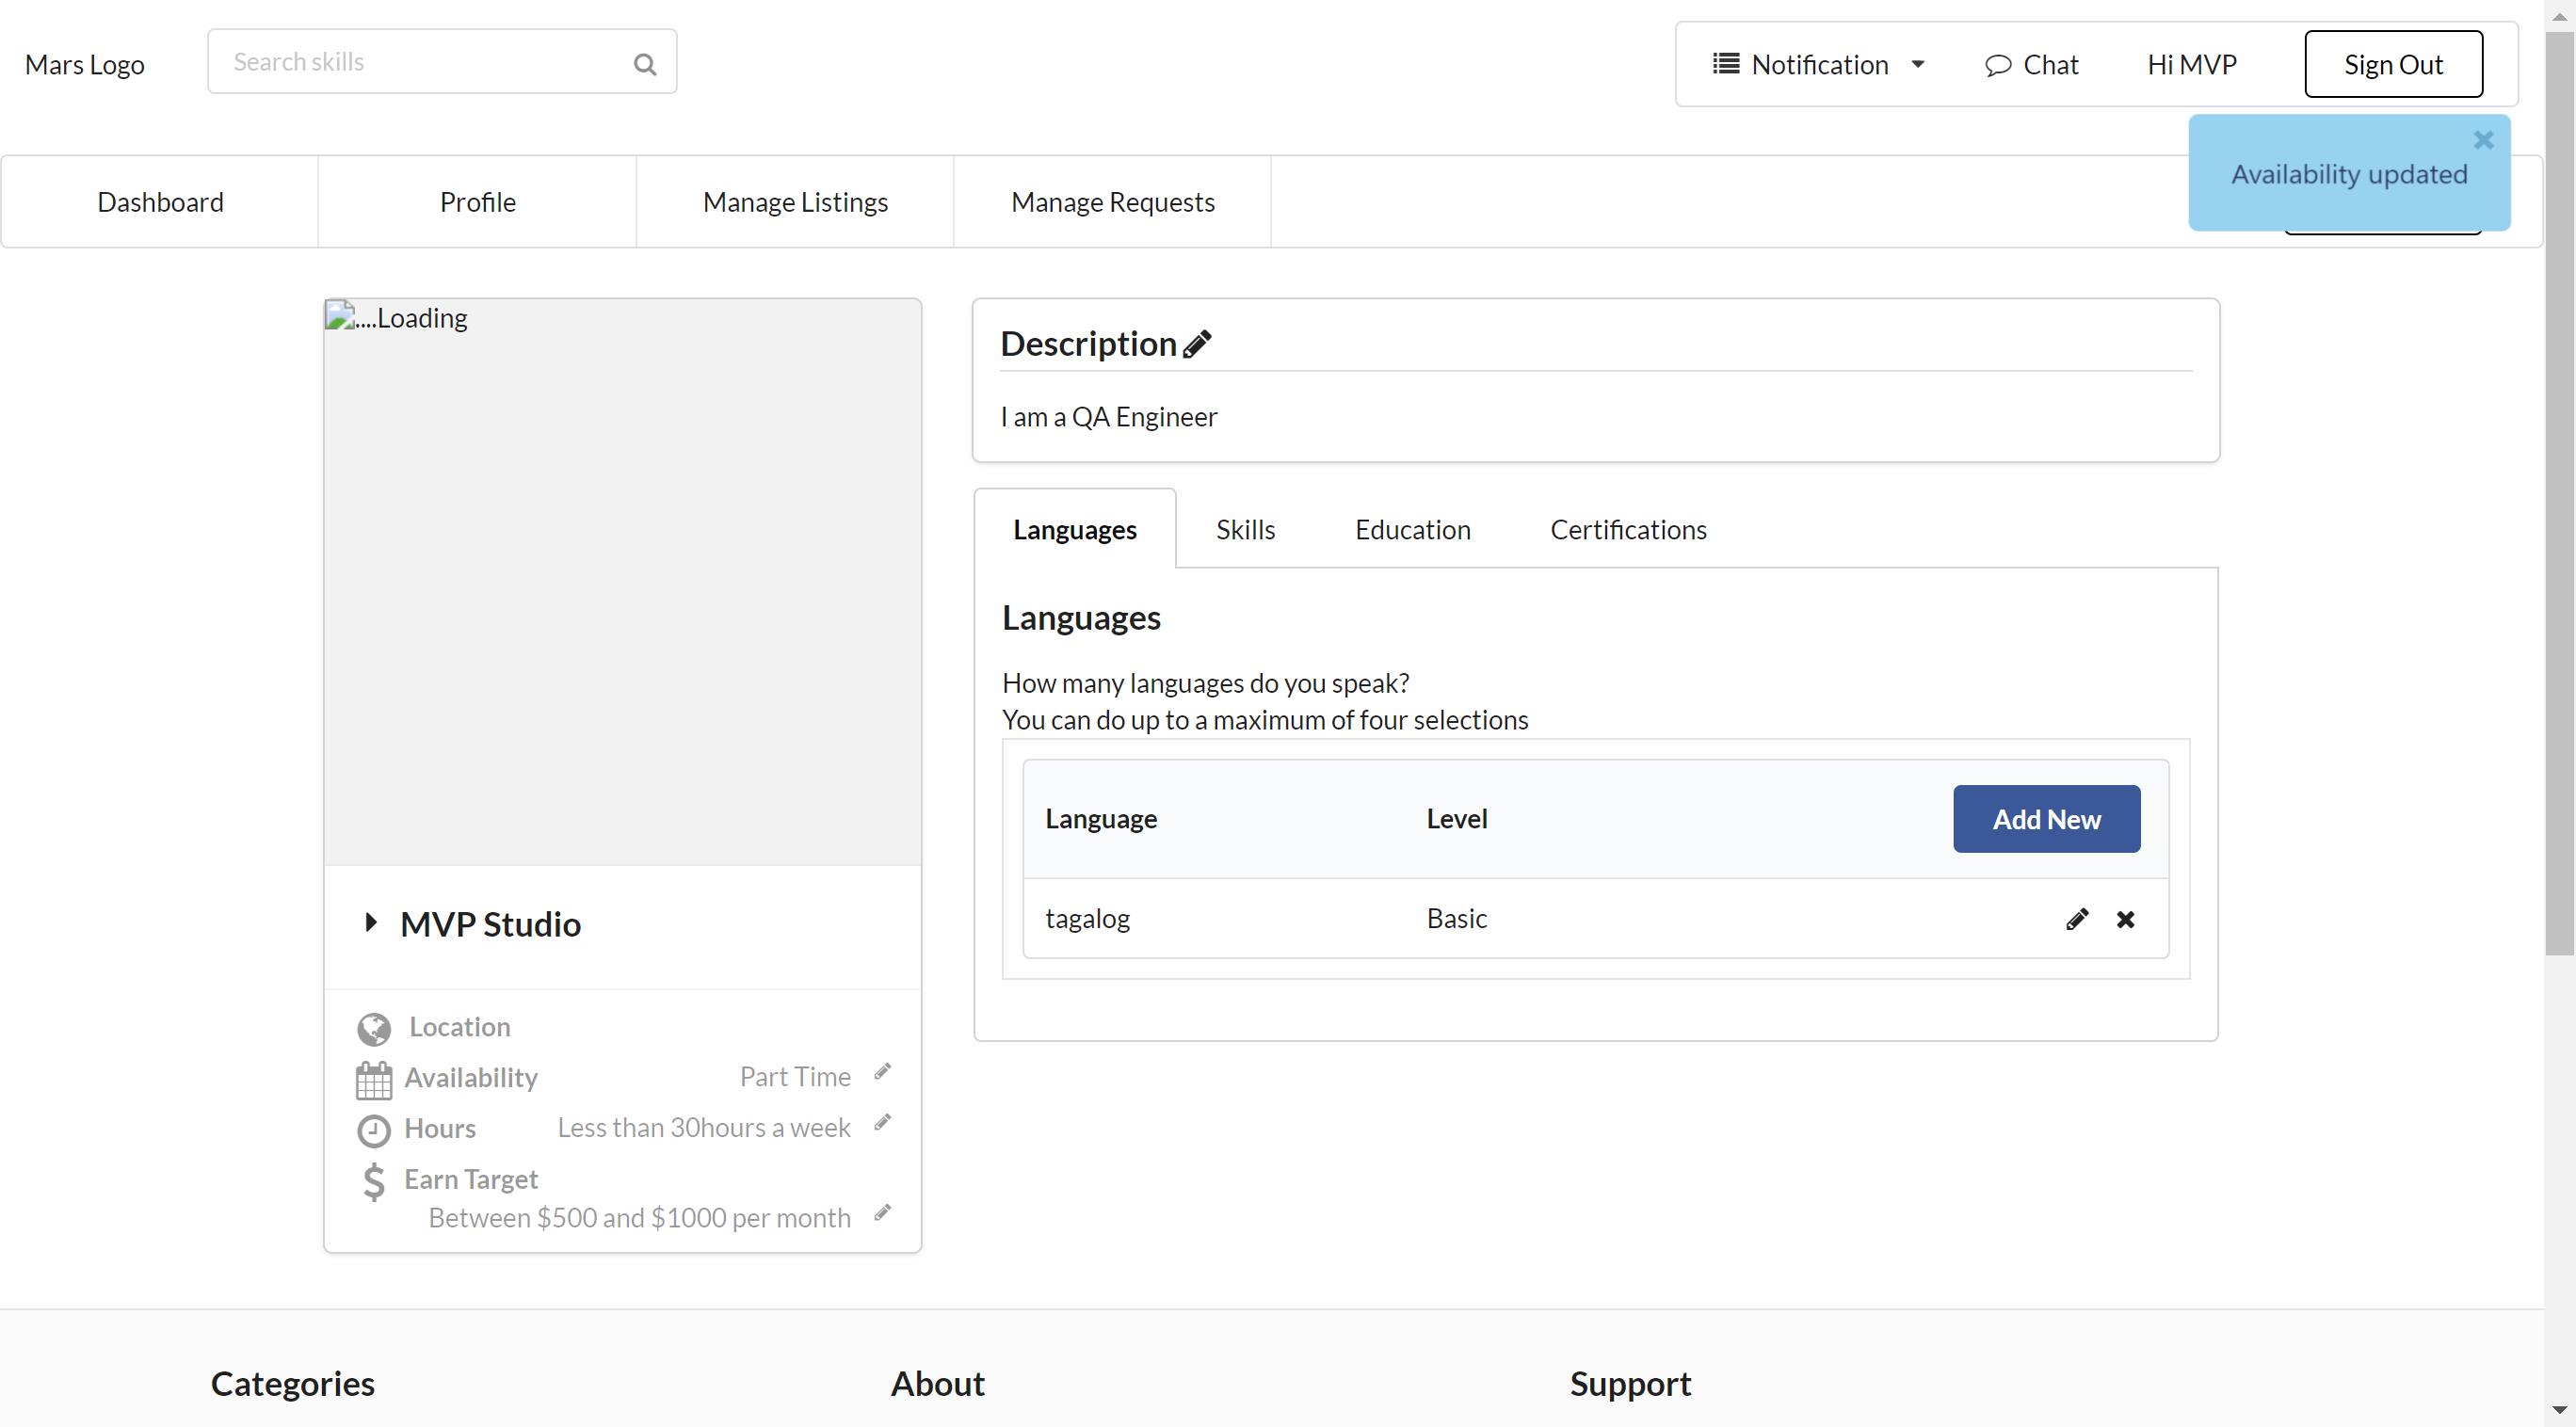 Mars Logo
Search skills
Notification
Chat
Hi MVP
Sign Out
Availability updated
Dashboard
Profile
Manage Listings
Manage Requests
....Loading
Description
I am a QA Engineer
Languages
Skills
Education
Certifications
Languages
How many languages do you speak?
You can do up to a maximum of four selections
Language
Level
Add New
tagalog
Basic
MVP Studio
Location
Availability
Part Time
Hours
Less than 30hours a week
Earn Target
Between $500 and $1000 per month
Categories
About
Support